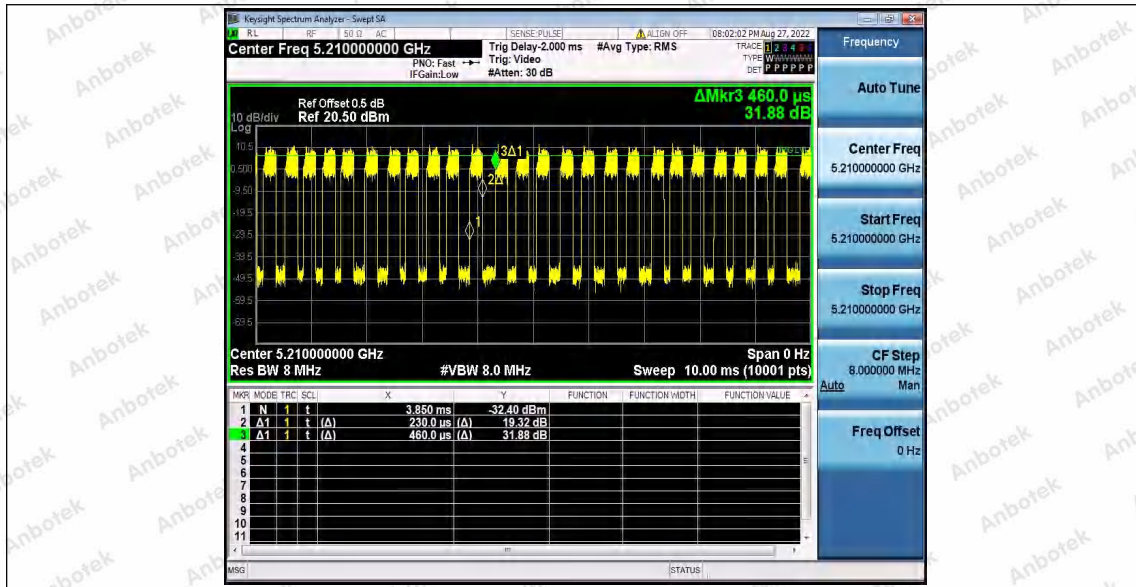 Keysight Spectrum Analyzer - Swept SA
RL RF 50 Ω AC SENSE:PULSE ALIGN OFF 08:02:02 PM Aug 27, 2022
Center Freq 5.210000000 GHz
PNO: Fast
IFGain:Low
Trig Delay-2.000 ms
Trig: Video
#Atten: 30 dB
#Avg Type: RMS
TRACE 1 2 3 4 5 6
TYPE WWWWWW
DET P P P P P P
Frequency
Auto Tune
Center Freq
5.210000000 GHz
Start Freq
5.210000000 GHz
Stop Freq
5.210000000 GHz
CF Step
8.000000 MHz
Auto Man
Freq Offset
0 Hz
ΔMkr3 460.0 µs
31.88 dB
Ref Offset 0.5 dB
10 dB/div Ref 20.50 dBm
Log
10.5
0.500
-9.50
-19.5
-29.5
-39.5
-49.5
-59.5
-69.5
3Δ1
2Δ
1
Center 5.210000000 GHz Span 0 Hz
Res BW 8 MHz #VBW 8.0 MHz Sweep 10.00 ms (10001 pts)
MKR MODE TRC SCL X Y FUNCTION FUNCTION WIDTH FUNCTION VALUE
1 N 1 t 3.850 ms -32.40 dBm
2 Δ1 1 t (Δ) 230.0 µs (Δ) 19.32 dB
3 Δ1 1 t (Δ) 460.0 µs (Δ) 31.88 dB
4
5
6
7
8
9
10
11
MSG STATUS
Anbotek